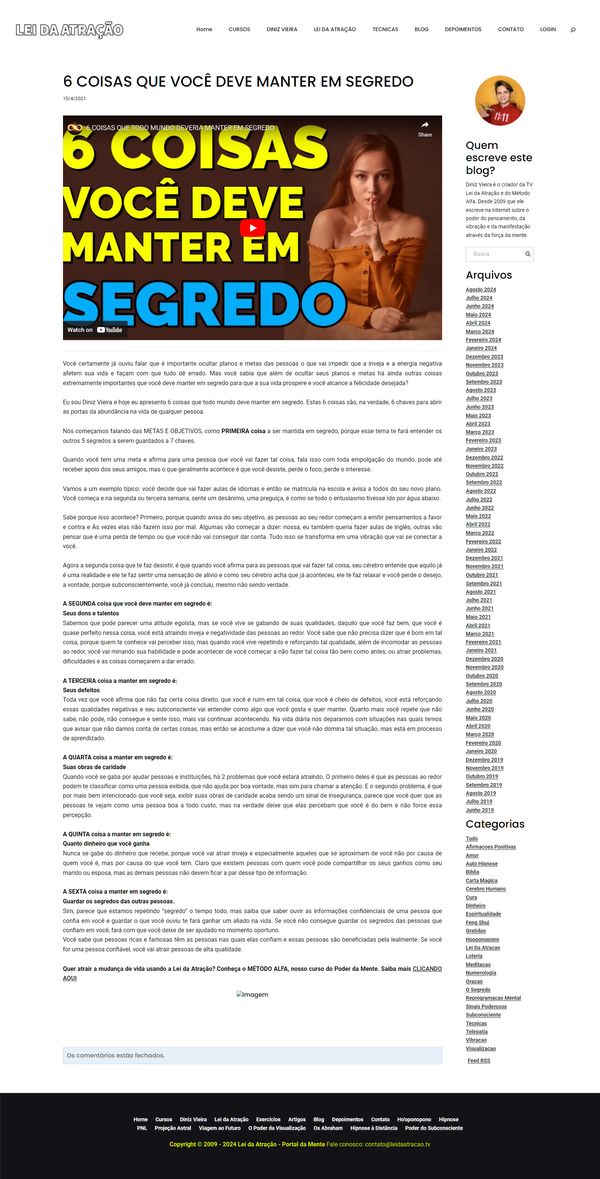 LEI DA ATRAÇÃO
Home CURSOS DINIZ VIEIRA LEI DA ATRAÇÃO TECNICAS BLOG DEPOIMENTOS CONTATO LOGIN
6 COISAS QUE VOCÊ DEVE MANTER EM SEGREDO
10/4/2021
6 COISAS QUE TODO MUNDO DEVERIA MANTER EM SEGREDO
Share
6 COISAS
VOCÊ DEVE
MANTER EM
SEGREDO
Watch on YouTube
Você certamente já ouviu falar que é importante ocultar planos e metas das pessoas o que vai impedir que a inveja e a energia negativa
afetem sua vida e façam com que tudo dê errado. Mas você sabia que além de ocultar seus planos e metas há ainda outras coisas
extremamente importantes que você deve manter em segredo para que a sua vida prospere e você alcance a felicidade desejada?
Eu sou Diniz Vieira e hoje eu apresento 6 coisas que todo mundo deve manter em segredo. Estas 6 coisas são, na verdade, 6 chaves para abrir
as portas da abundância na vida de qualquer pessoa.
Nós começamos falando das METAS E OBJETIVOS, como PRIMEIRA coisa a ser mantida em segredo, porque esse tema te fará entender os
outros 5 segredos a serem guardados a 7 chaves.
Quando você tem uma meta e afirma para uma pessoa que você vai fazer tal coisa, fala isso com toda empolgação do mundo, pode até
receber apoio dos seus amigos, mas o que geralmente acontece é que você desiste, perde o foco, perde o interesse.
Vamos a um exemplo típico: você decide que vai fazer aulas de idiomas e então se matricula na escola e avisa a todos do seu novo plano.
Você começa e na segunda ou terceira semana, sente um desânimo, uma preguiça, é como se todo o entusiasmo tivesse ido por água abaixo.
Sabe porque isso acontece? Primeiro, porque quando avisa do seu objetivo, as pessoas ao seu redor começam a emitir pensamentos a favor
e contra e Às vezes elas não fazem isso por mal. Algumas vão começar a dizer: nossa, eu também queria fazer aulas de inglês, outras vão
pensar que é uma perda de tempo ou que você não vai conseguir dar conta. Tudo isso se transforma em uma vibração que vai se conectar a
você.
Agora a segunda coisa que te faz desistir, é que quando você afirma para as pessoas que vai fazer tal coisa, seu cérebro entende que aquilo já
é uma realidade e ele te faz sentir uma sensação de alívio e como seu cérebro acha que já aconteceu, ele te faz relaxar e você perde o desejo,
a vontade, porque subconscientemente, você já concluiu, mesmo não sendo verdade.
A SEGUNDA coisa que você deve manter em segredo é:
Seus dons e talentos
Sabemos que pode parecer uma atitude egoísta, mas se você vive se gabando de suas qualidades, daquilo que você faz bem, que você é
quase perfeito nessa coisa, você está atraindo inveja e negatividade das pessoas ao redor. Você sabe que não precisa dizer que é bom em tal
coisa, porque quem te conhece vai perceber isso, mas quando você vive repetindo e reforçando tal qualidade, além de incomodar as pessoas
ao redor, você vai minando sua habilidade e pode acontecer de você começar a não fazer tal coisa tão bem como antes, ou atrair problemas,
dificuldades e as coisas começarem a dar errado.
A TERCEIRA coisa a manter em segredo é:
Seus defeitos
Toda vez que você afirma que não faz certa coisa direito, que você é ruim em tal coisa, que você é cheio de defeitos, você está reforçando
essas qualidades negativas e seu subconsciente vai entender como algo que você gosta e quer manter. Quanto mais você repete que não
sabe, não pode, não consegue e sente isso, mais vai continuar acontecendo. Na vida diária nos deparamos com situações nas quais temos
que avisar que não damos conta de certas coisas, mas então se acostume a dizer que você não domina tal situação, mas está em processo
de aprendizado.
A QUARTA coisa a manter em segredo é:
Suas obras de caridade
Quando você se gaba por ajudar pessoas e instituições, há 2 problemas que você estará atraindo. O primeiro deles é que as pessoas ao redor
podem te classificar como uma pessoa exibida, que não ajuda por boa vontade, mas sim para chamar a atenção. E o segundo problema, é que
por mais bem intencionado que você seja, exibir suas obras de caridade acaba sendo um sinal de insegurança, parece que você quer que as
pessoas te vejam como uma pessoa boa a todo custo, mas na verdade deixe que elas percebam que você é do bem e não force essa
percepção.
A QUINTA coisa a manter em segredo é:
Quanto dinheiro que você ganha
Nunca se gabe do dinheiro que recebe, porque você vai atrair inveja e especialmente aqueles que se aproximam de você não por causa de
quem você é, mas por causa do que você tem. Claro que existem pessoas com quem você pode compartilhar os seus ganhos como seu
marido ou esposa, mas as demais pessoas não devem ficar a par desse tipo de informação.
A SEXTA coisa a manter em segredo é:
Guardar os segredos das outras pessoas.
Sim, parece que estamos repetindo "segredo" o tempo todo, mas saiba que saber ouvir as informações confidenciais de uma pessoa que
confia em você e guardar o que você ouviu te fará ganhar um aliado na vida. Se você não consegue guardar os segredos das pessoas que
confiam em você, fará com que você deixe de ser ajudado no momento oportuno.
Você sabe que pessoas ricas e famosas têm as pessoas nas quais elas confiam e essas pessoas são beneficiadas pela lealmente. Se você
for uma pessoa confiável, você vai atrair pessoas de alta qualidade.
Quer atrair a mudança de vida usando a Lei da Atração? Conheça o MÉTODO ALFA, nosso curso do Poder da Mente. Saiba mais CLICANDO
AQUI
Imagem
Os comentários estão fechados.
11:11
Quem
escreve este
blog?
Diniz Vieira é o criador da TV
Lei da Atração e do Método
Alfa. Desde 2009 que ele
escreve na Internet sobre o
poder do pensamento, da
vibração e da manifestação
através da força da mente.
Busca
Arquivos
Agosto 2024
Julho 2024
Junho 2024
Maio 2024
Abril 2024
Março 2024
Fevereiro 2024
Janeiro 2024
Dezembro 2023
Novembro 2023
Outubro 2023
Setembro 2023
Agosto 2023
Julho 2023
Junho 2023
Maio 2023
Abril 2023
Março 2023
Fevereiro 2023
Janeiro 2023
Dezembro 2022
Novembro 2022
Outubro 2022
Setembro 2022
Agosto 2022
Julho 2022
Junho 2022
Maio 2022
Abril 2022
Março 2022
Fevereiro 2022
Janeiro 2022
Dezembro 2021
Novembro 2021
Outubro 2021
Setembro 2021
Agosto 2021
Julho 2021
Junho 2021
Maio 2021
Abril 2021
Março 2021
Fevereiro 2021
Janeiro 2021
Dezembro 2020
Novembro 2020
Outubro 2020
Setembro 2020
Agosto 2020
Julho 2020
Junho 2020
Maio 2020
Abril 2020
Março 2020
Fevereiro 2020
Janeiro 2020
Dezembro 2019
Novembro 2019
Outubro 2019
Setembro 2019
Agosto 2019
Julho 2019
Junho 2019
Categorias
Tudo
Afirmacoes Positivas
Amor
Auto Hipnose
Biblia
Carta Magica
Cerebro Humano
Cura
Dinheiro
Espiritualidade
Feng Shui
Gratidao
Hooponopono
Lei Da Atracao
Loteria
Meditacao
Numerologia
Oracao
O Segredo
Reprogramacao Mental
Sinais Poderosos
Subconsciente
Tecnicas
Telepatia
Vibracao
Visualizacao
Feed RSS
Home Cursos Diniz Vieira Lei da Atração Exercícios Artigos Blog Depoimentos Contato Ho'oponopono Hipnose
PNL Projeção Astral Viagem ao Futuro O Poder da Visualização Os Abraham Hipnose à Distância Poder do Subconsciente
Copyright © 2009 - 2024 Lei da Atração - Portal da Mente Fale conosco: contato@leidaatracao.tv